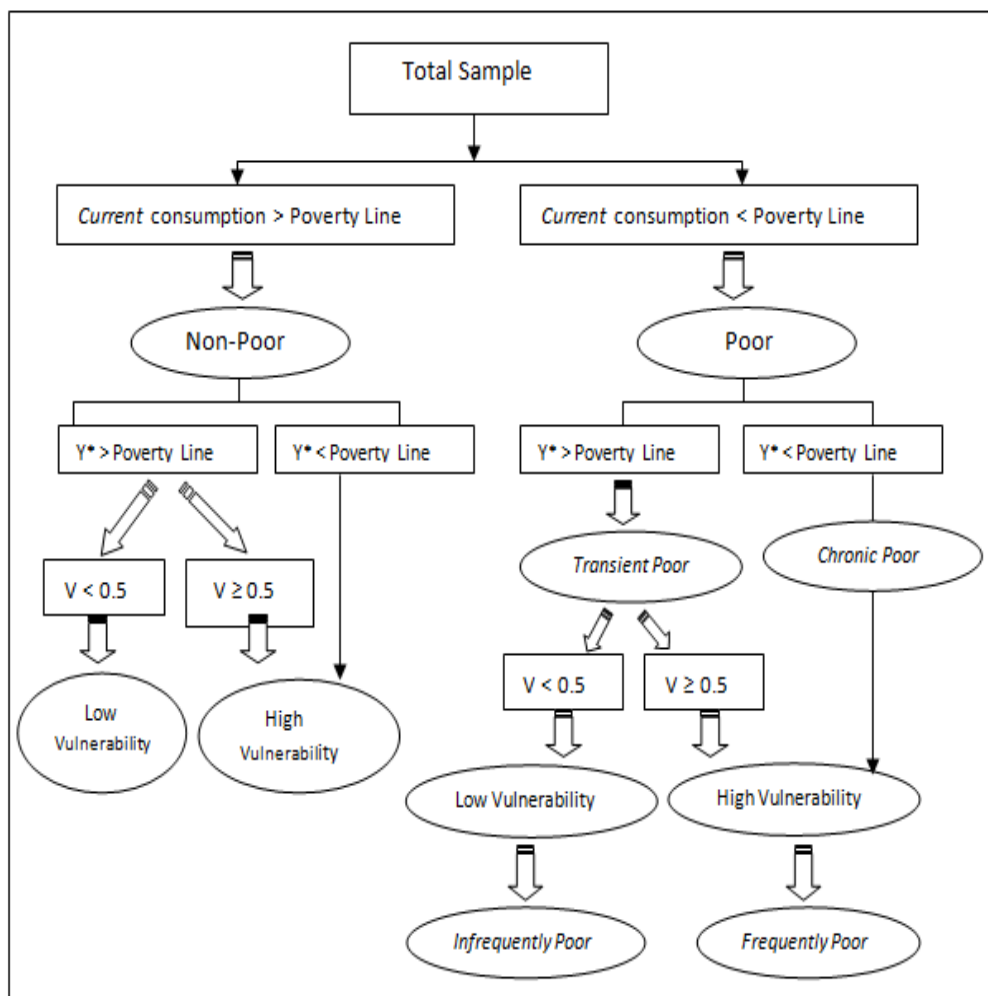 Total Sample
Current consumption > Poverty Line
Current consumption < Poverty Line
Non-Poor
Poor
Y* > Poverty Line
Y* < Poverty Line
Y* > Poverty Line
Y* < Poverty Line
Transient Poor
Chronic Poor
V < 0.5
V ≥ 0.5
V < 0.5
V ≥ 0.5
Low
Vulnerability
High
Vulnerability
Low Vulnerability
High Vulnerability
Infrequently Poor
Frequently Poor